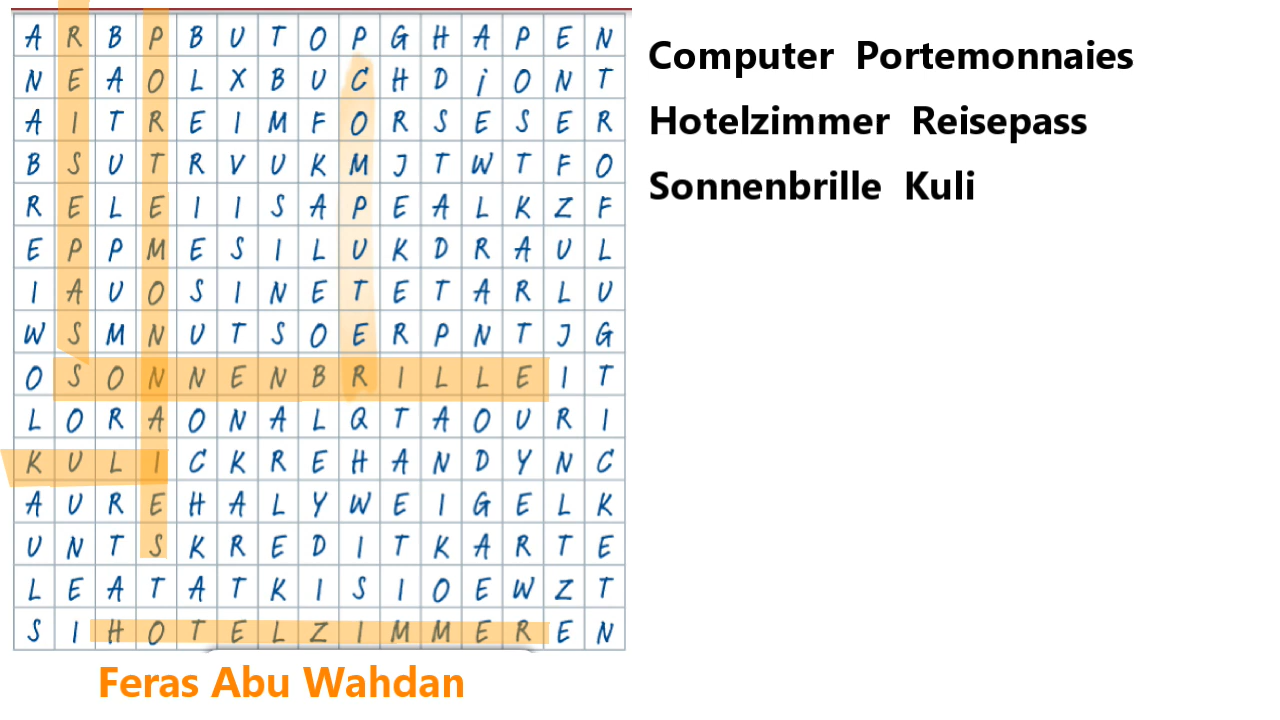 A R B P B U T O P G H A P E N
N E A O L X B U C H D i O N T
A I T R E I M F O R S E S E R
B S U T R V U K M J T W T F O
R E L E I I S A P E A L K Z F
E P P M E S I L U K D R A U L
I A U O S I N E T E T A R L U
W S M N U T S O E R P N T J G
O S O N N E N B R I L L E I T
L O R A O N A L Q T A O U R I
K U L I C K R E H A N D Y N C
A U R E H A L Y W E I G E L K
U N T S K R E D I T K A R T E
L E A T A T K I S I O E W Z T
S I H O T E L Z I M M E R E N
Computer Portemonnaies
Hotelzimmer Reisepass
Sonnenbrille Kuli
Feras Abu Wahdan